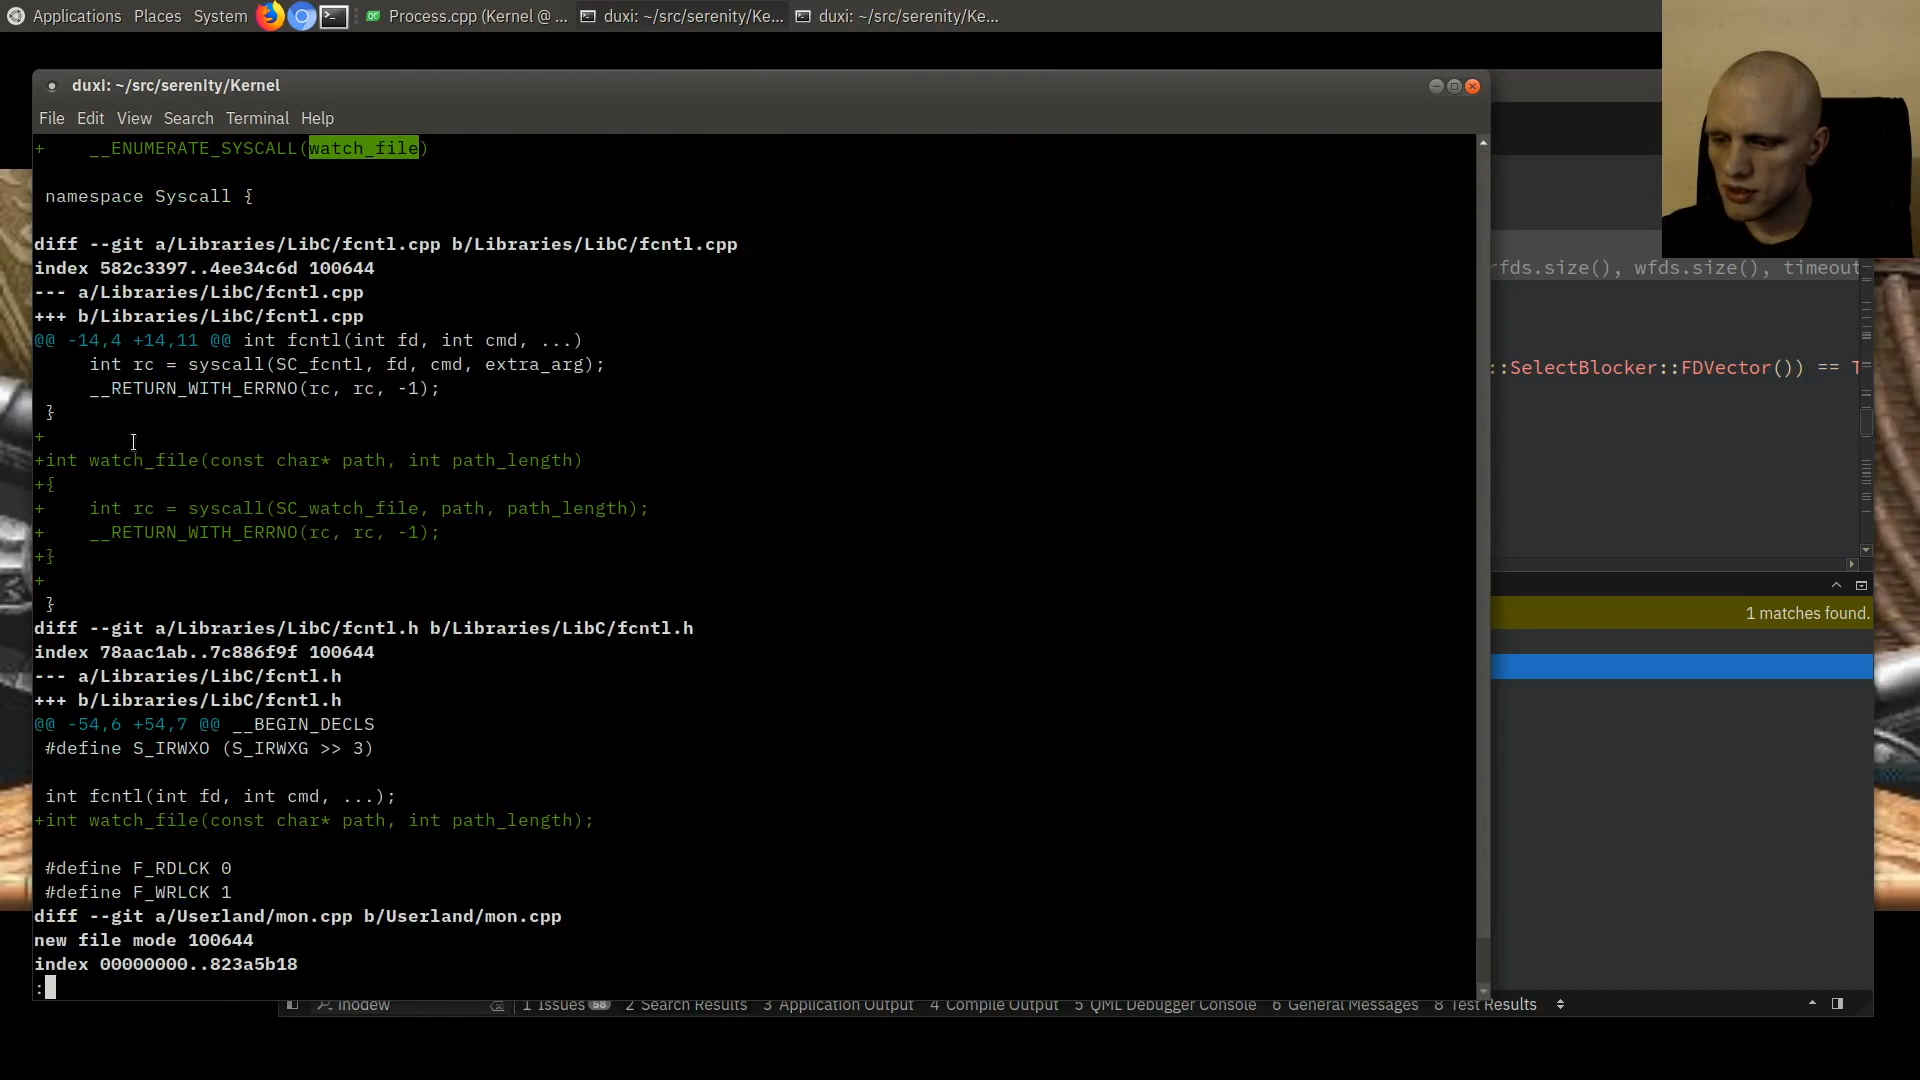 Applications Places System Process.cpp (Kernel @ ... duxi: ~/src/serenity/Ke... duxi: ~/src/serenity/Ke...
duxi: ~/src/serenity/Kernel
File Edit View Search Terminal Help
+    __ENUMERATE_SYSCALL(watch_file)
namespace Syscall {
diff --git a/Libraries/LibC/fcntl.cpp b/Libraries/LibC/fcntl.cpp
index 582c3397..4ee34c6d 100644
--- a/Libraries/LibC/fcntl.cpp
+++ b/Libraries/LibC/fcntl.cpp
@@ -14,4 +14,11 @@ int fcntl(int fd, int cmd, ...)
     int rc = syscall(SC_fcntl, fd, cmd, extra_arg);
     __RETURN_WITH_ERRNO(rc, rc, -1);
 }
+
+int watch_file(const char* path, int path_length)
+{
+    int rc = syscall(SC_watch_file, path, path_length);
+    __RETURN_WITH_ERRNO(rc, rc, -1);
+}
+
 }
diff --git a/Libraries/LibC/fcntl.h b/Libraries/LibC/fcntl.h
index 78aac1ab..7c886f9f 100644
--- a/Libraries/LibC/fcntl.h
+++ b/Libraries/LibC/fcntl.h
@@ -54,6 +54,7 @@ __BEGIN_DECLS
 #define S_IRWXO (S_IRWXG >> 3)
 int fcntl(int fd, int cmd, ...);
+int watch_file(const char* path, int path_length);
 #define F_RDLCK 0
 #define F_WRLCK 1
diff --git a/Userland/mon.cpp b/Userland/mon.cpp
new file mode 100644
index 00000000..823a5b18
:
rfds.size(), wfds.size(), timeout
::SelectBlocker::FDVector()) == T
1 matches found.
inodew 1 Issues 58 2 Search Results 3 Application Output 4 Compile Output 5 QML Debugger Console 6 General Messages 8 Test Results